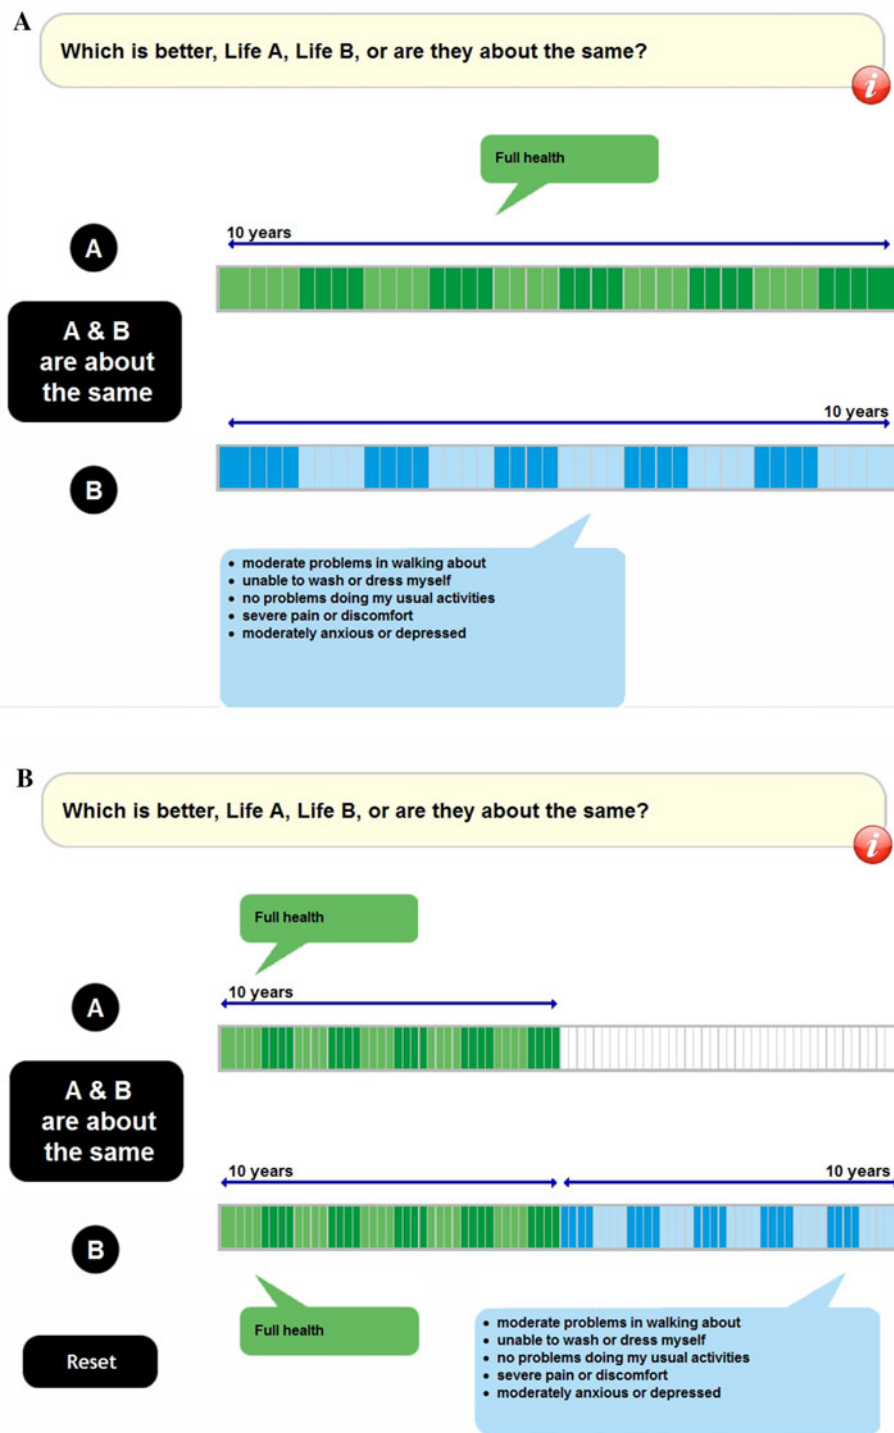 A
Which is better, Life A, Life B, or are they about the same?
i
Full health
10 years
A
A & B
are about
the same
10 years
B
• moderate problems in walking about
• unable to wash or dress myself
• no problems doing my usual activities
• severe pain or discomfort
• moderately anxious or depressed
B
Which is better, Life A, Life B, or are they about the same?
i
Full health
10 years
A
A & B
are about
the same
10 years
10 years
B
Full health
• moderate problems in walking about
• unable to wash or dress myself
• no problems doing my usual activities
• severe pain or discomfort
• moderately anxious or depressed
Reset